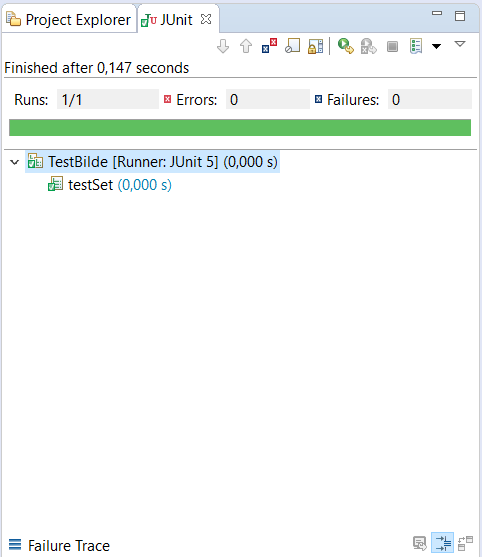 Project Explorer JUnit
Finished after 0,147 seconds
Runs: 1/1 Errors: 0 Failures: 0
TestBilde [Runner: JUnit 5] (0,000 s)
testSet (0,000 s)
Failure Trace